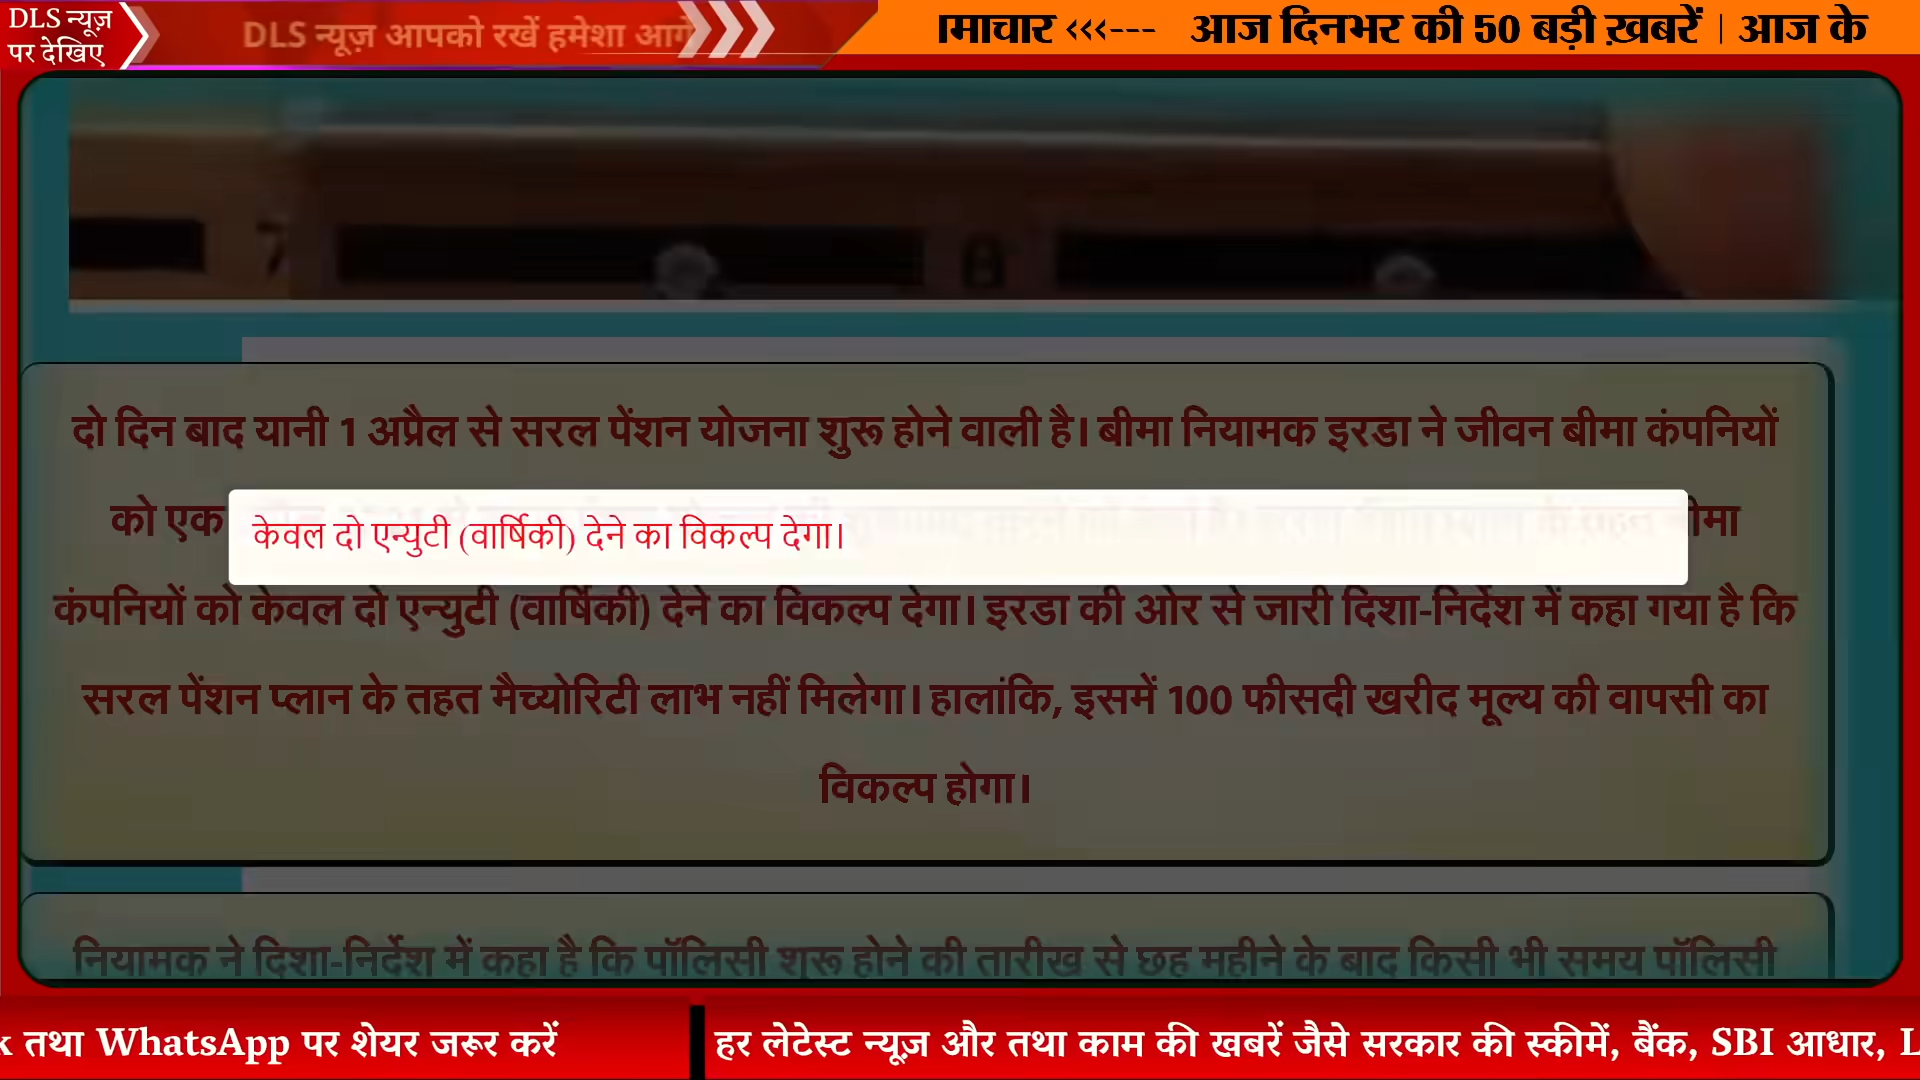 DLS न्यूज़
पर देखिए
DLS न्यूज़ आपको रखें हमेशा आगे
माचार <<<--- आज दिनभर की 50 बड़ी ख़बरें | आज के
दो दिन बाद यानी 1 अप्रैल से सरल पेंशन योजना शुरू होने वाली है। बीमा नियामक इरडा ने जीवन बीमा कंपनियों
को एक
केवल दो एन्युटी (वार्षिकी) देने का विकल्प देगा।
कंपनियों को केवल दो एन्युटी (वार्षिकी) देने का विकल्प देगा। इरडा की ओर से जारी दिशा-निर्देश में कहा गया है कि
सरल पेंशन प्लान के तहत मैच्योरिटी लाभ नहीं मिलेगा। हालांकि, इसमें 100 फीसदी खरीद मूल्य की वापसी का
विकल्प होगा।
नियामक ने दिशा-निर्देश में कहा है कि पॉलिसी शुरू होने की तारीख से छह महीने के बाद किसी भी समय पॉलिसी
k तथा WhatsApp पर शेयर जरूर करें
हर लेटेस्ट न्यूज़ और तथा काम की खबरें जैसे सरकार की स्कीमें, बैंक, SBI आधार, L